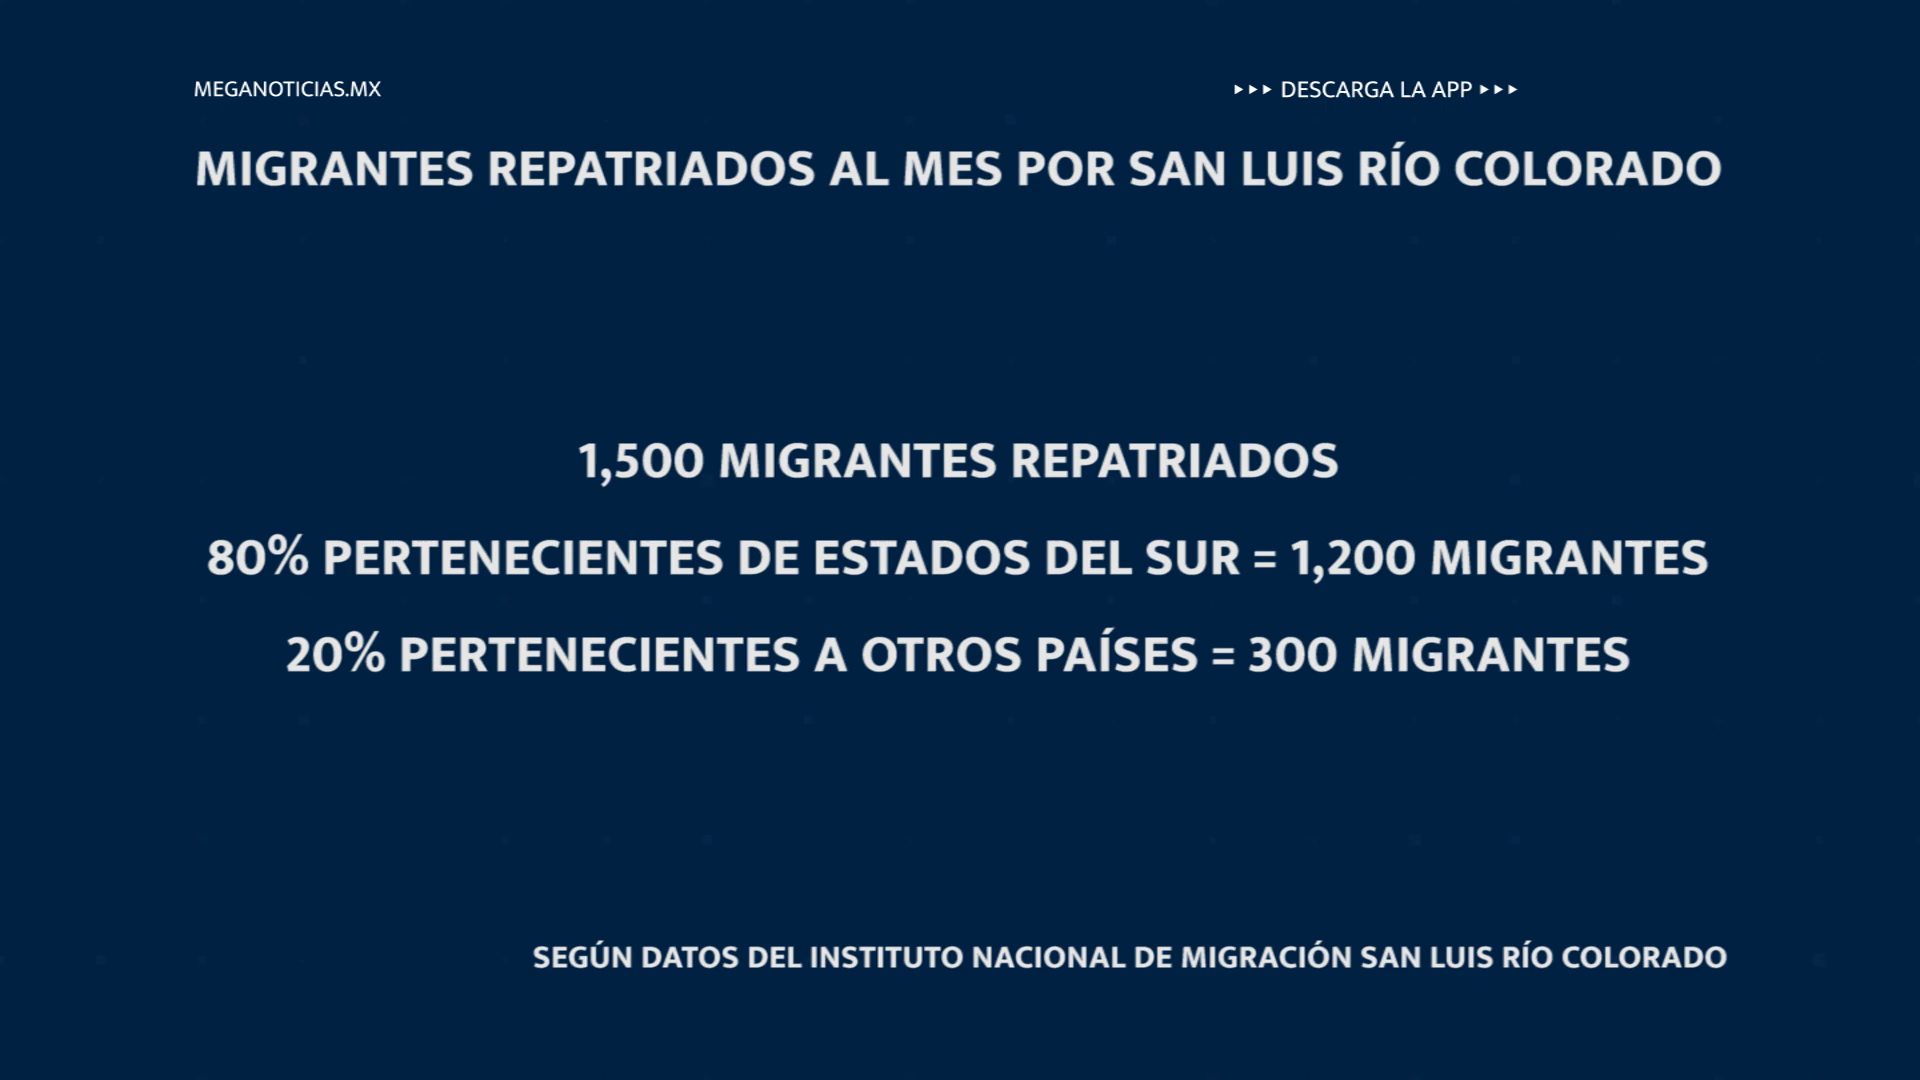 MEGANOTICIAS.MX
▸▸▸ DESCARGA LA APP ▸▸▸
MIGRANTES REPATRIADOS AL MES POR SAN LUIS RÍO COLORADO
1,500 MIGRANTES REPATRIADOS
80% PERTENECIENTES DE ESTADOS DEL SUR = 1,200 MIGRANTES
20% PERTENECIENTES A OTROS PAÍSES = 300 MIGRANTES
SEGÚN DATOS DEL INSTITUTO NACIONAL DE MIGRACIÓN SAN LUIS RÍO COLORADO